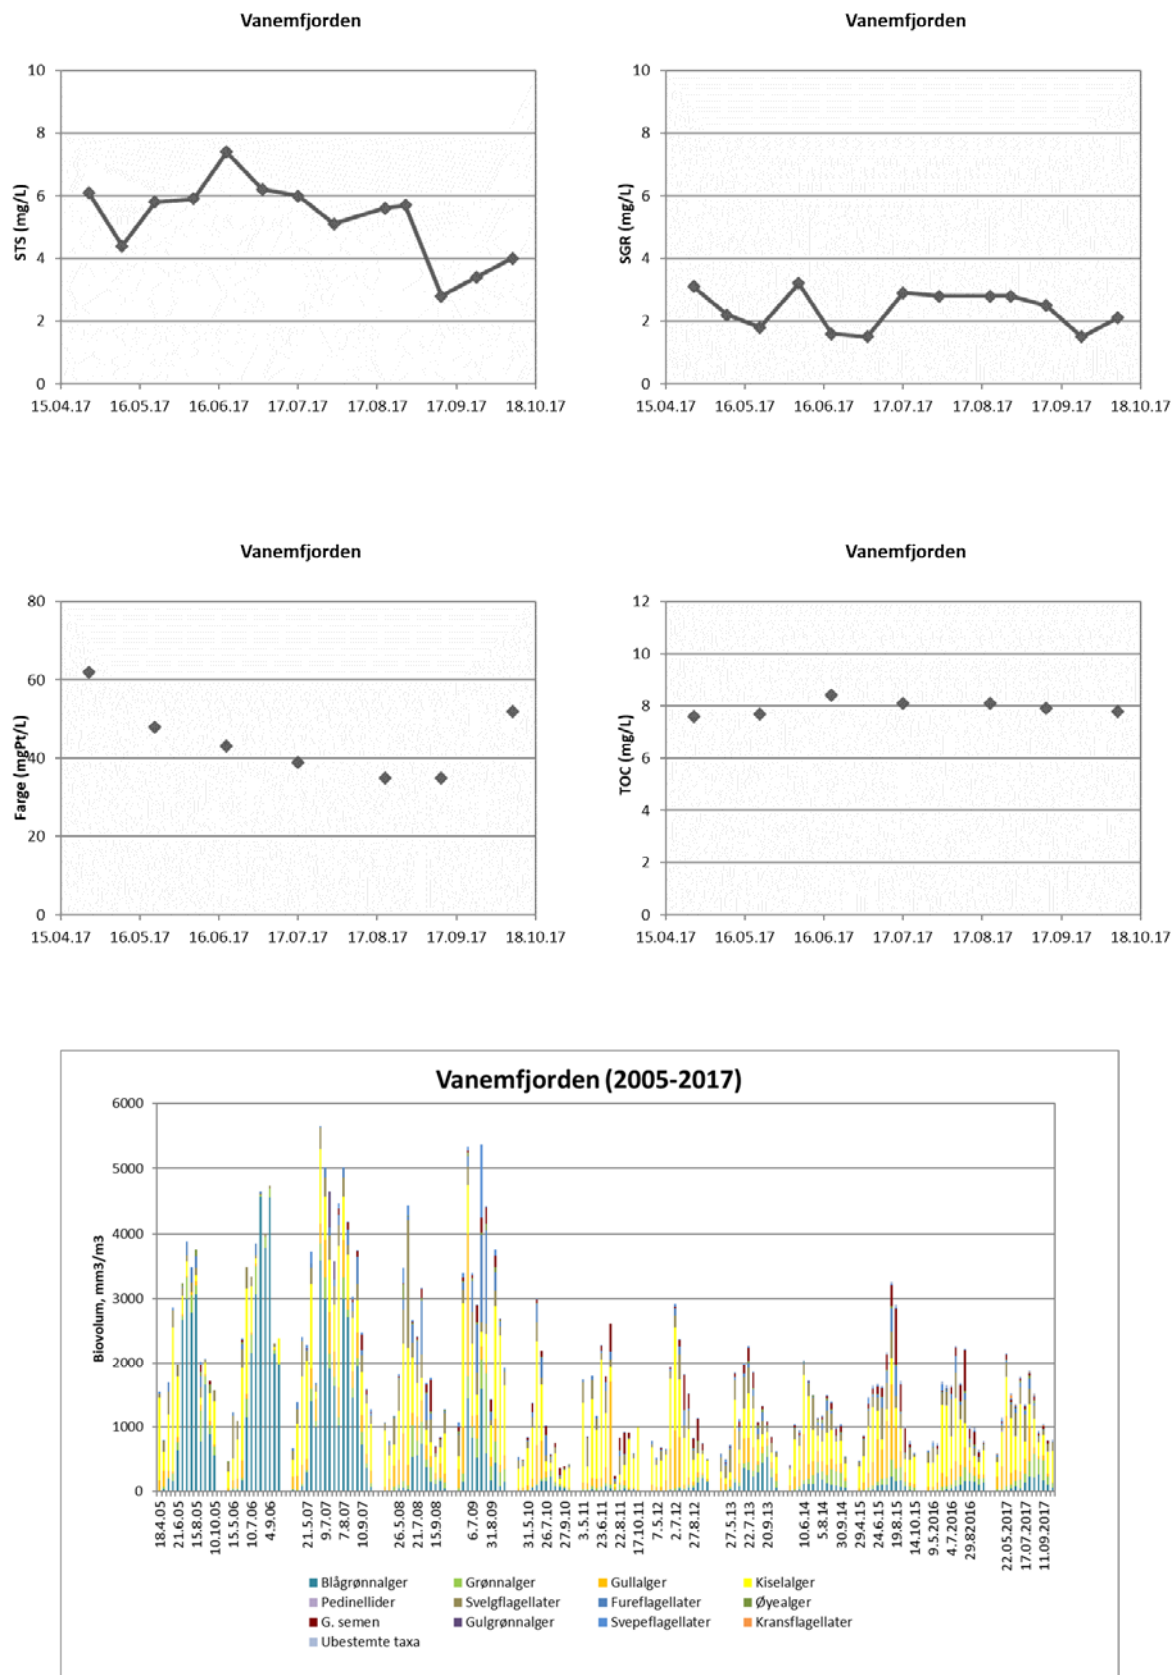 Vanemfjorden
10
8
6
4
2
0
STS (mg/L)
15.04.17 16.05.17 16.06.17 17.07.17 17.08.17 17.09.17 18.10.17
Vanemfjorden
10
8
6
4
2
0
SGR (mg/L)
15.04.17 16.05.17 16.06.17 17.07.17 17.08.17 17.09.17 18.10.17
Vanemfjorden
80
60
40
20
0
Farge (mgPt/L)
15.04.17 16.05.17 16.06.17 17.07.17 17.08.17 17.09.17 18.10.17
Vanemfjorden
12
10
8
6
4
2
0
TOC (mg/L)
15.04.17 16.05.17 16.06.17 17.07.17 17.08.17 17.09.17 18.10.17
Vanemfjorden (2005-2017)
6000
5000
4000
3000
2000
1000
0
Biovolum, mm3/m3
18.4.05 21.6.05 15.8.05 10.10.05 15.5.06 10.7.06 4.9.06 21.5.07 9.7.07 7.8.07 10.9.07 26.5.08 21.7.08 15.9.08 6.7.09 31.8.09 31.5.10 26.7.10 27.9.10 3.5.11 23.6.11 22.8.11 17.10.11 7.5.12 2.7.12 27.8.12 27.5.13 22.7.13 20.9.13 10.6.14 5.8.14 30.9.14 29.4.15 24.6.15 19.8.15 14.10.15 9.5.2016 4.7.2016 29.82016 22.05.2017 17.07.2017 11.09.2017
Blågrønnalger Grønnalger Gullalger Kiselalger
Pedinellider Svelgflagellater Fureflagellater Øyealger
G. semen Gulgrønnalger Svepeflagellater Kransflagellater
Ubestemte taxa